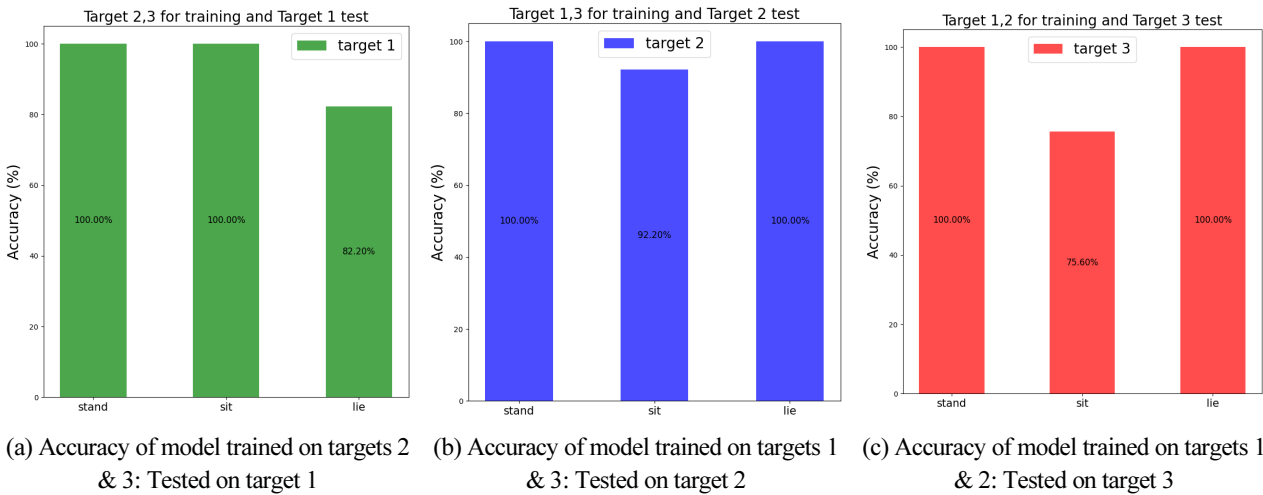 Target 2,3 for training and Target 1 test
target 1
Accuracy (%)
100
80
60
40
20
0
100.00%
100.00%
82.20%
stand sit lie
(a) Accuracy of model trained on targets 2
& 3: Tested on target 1
Target 1,3 for training and Target 2 test
target 2
Accuracy (%)
100
80
60
40
20
0
100.00%
92.20%
100.00%
stand sit lie
(b) Accuracy of model trained on targets 1
& 3: Tested on target 2
Target 1,2 for training and Target 3 test
target 3
Accuracy (%)
100
80
60
40
20
0
100.00%
75.60%
100.00%
stand sit lie
(c) Accuracy of model trained on targets 1
& 2: Tested on target 3